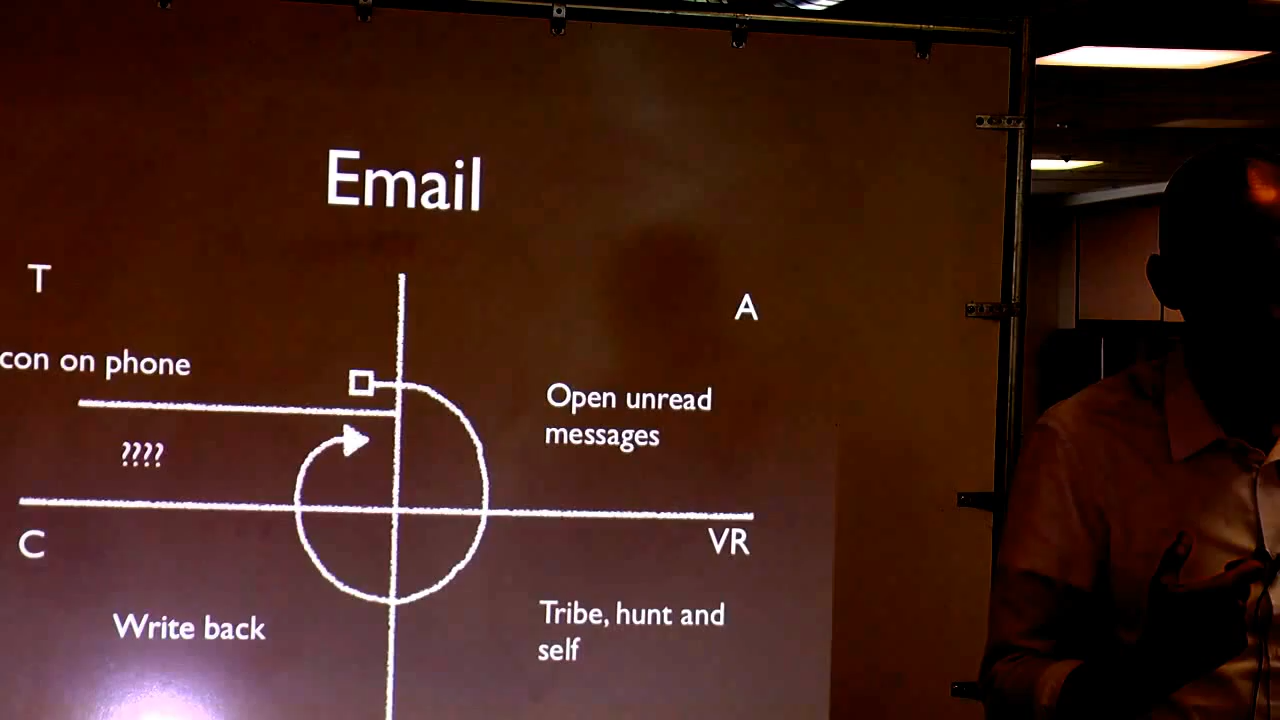 Email
T
A
con on phone
Open unread
messages
????
C
VR
Write back
Tribe, hunt and
self